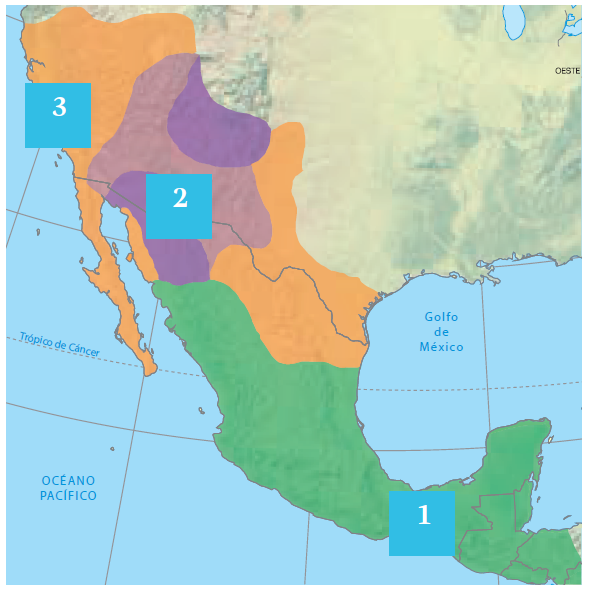 OESTE
3
2
Golfo
de
México
Trópico de Cáncer
OCÉANO
PACÍFICO
1